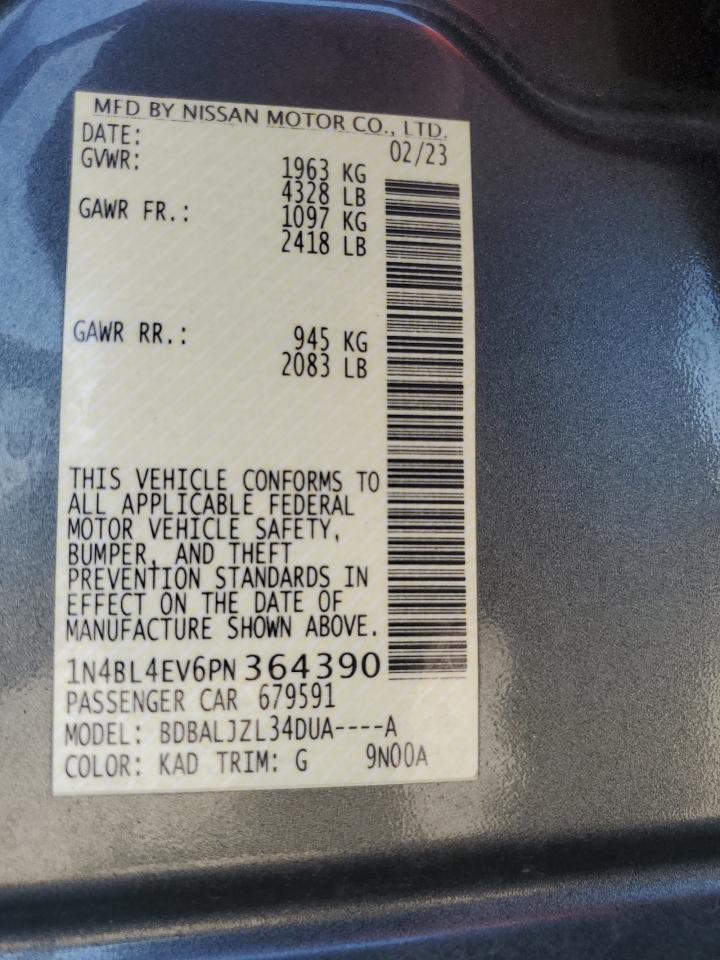 MFD BY NISSAN MOTOR CO., LTD.
DATE: 02/23
GVWR: 1963 KG
4328 LB
GAWR FR.: 1097 KG
2418 LB
GAWR RR.: 945 KG
2083 LB
THIS VEHICLE CONFORMS TO
ALL APPLICABLE FEDERAL
MOTOR VEHICLE SAFETY,
BUMPER, AND THEFT
PREVENTION STANDARDS IN
EFFECT ON THE DATE OF
MANUFACTURE SHOWN ABOVE.
1N4BL4EV6PN 364390
PASSENGER CAR 679591
MODEL: BDBALJZL34DUA----A
COLOR: KAD TRIM: G 9N00A